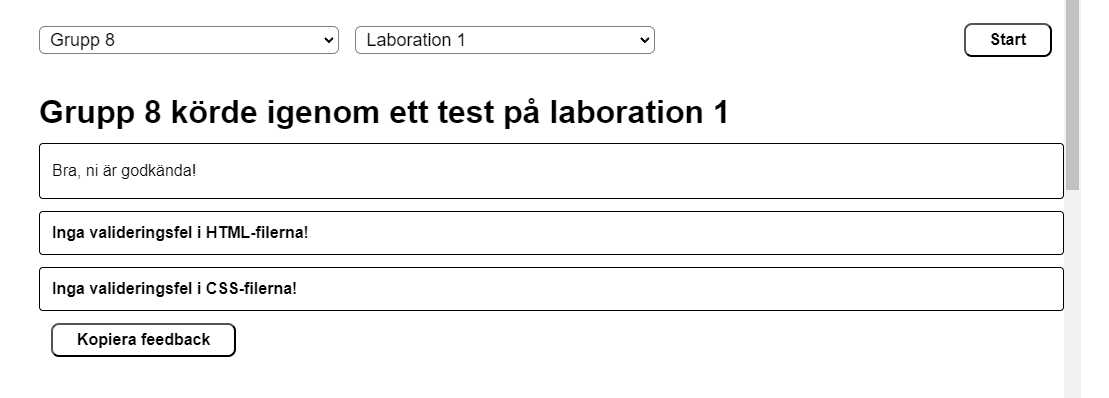 Grupp 8 Laboration 1 Start
Grupp 8 körde igenom ett test på laboration 1
Bra, ni är godkända!
Inga valideringsfel i HTML-filerna!
Inga valideringsfel i CSS-filerna!
Kopiera feedback